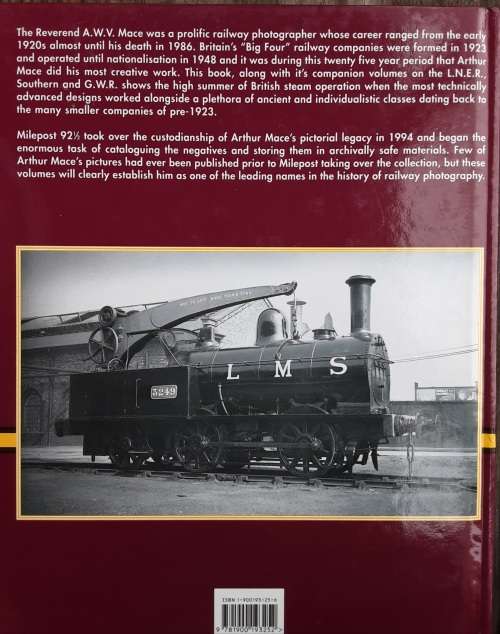 The Reverend A.W.V. Mace was a prolific railway photographer whose career ranged from the early
1920s almost until his death in 1986. Britain's "Big Four" railway companies were formed in 1923
and operated until nationalisation in 1948 and it was during this twenty five year period that Arthur
Mace did his most creative work. This book, along with it's companion volumes on the L.N.E.R.,
Southern and G.W.R. shows the high summer of British steam operation when the most technically
advanced designs worked alongside a plethora of ancient and individualistic classes dating back to
the many smaller companies of pre-1923.
Milepost 92½ took over the custodianship of Arthur Mace's pictorial legacy in 1994 and began the
enormous task of cataloguing the negatives and storing them in archivally safe materials. Few of
Arthur Mace's pictures had ever been published prior to Milepost taking over the collection, but these
volumes will clearly establish him as one of the leading names in the history of railway photography.
L M S
3249
ISBN 1-900193-25-6
9 781900 193252